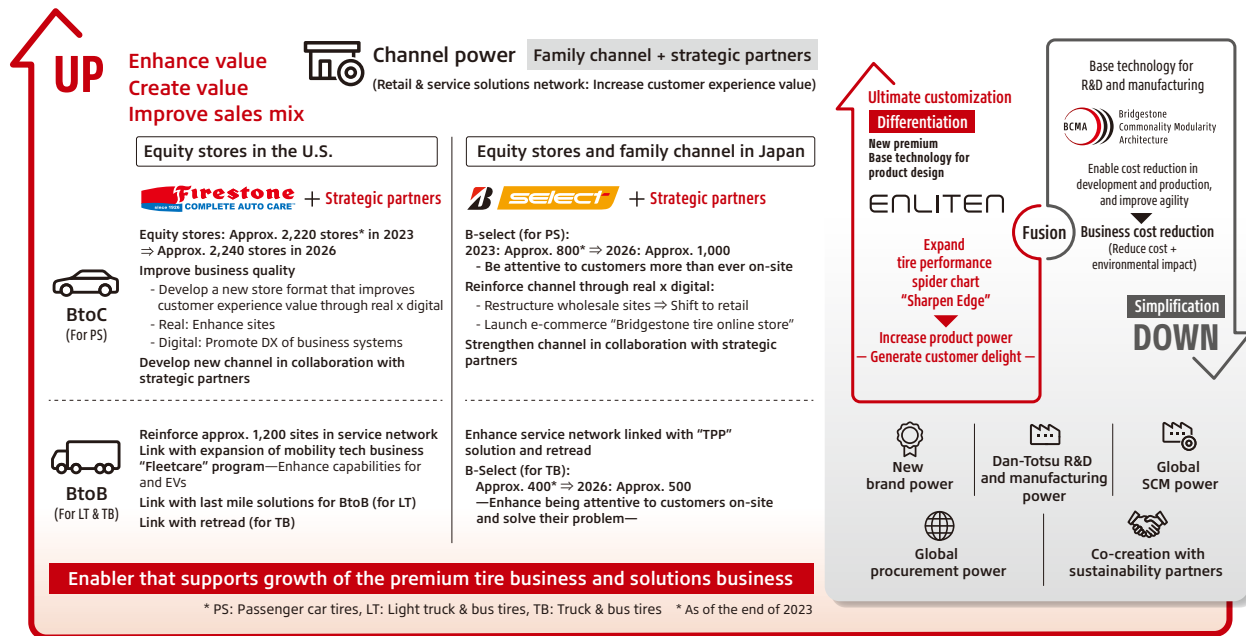 UP
Enhance value
Create value
Improve sales mix
Channel power
Family channel + strategic partners
(Retail & service solutions network: Increase customer experience value)
Equity stores in the U.S.
Firestone
since 1926
COMPLETE AUTO CARE™
+ Strategic partners
Equity stores: Approx. 2,220 stores* in 2023
⇒ Approx. 2,240 stores in 2026
Improve business quality
- Develop a new store format that improves
customer experience value through real x digital
- Real: Enhance sites
- Digital: Promote DX of business systems
Develop new channel in collaboration with
strategic partners
Equity stores and family channel in Japan
B select
+ Strategic partners
B-select (for PS):
2023: Approx. 800* ⇒ 2026: Approx. 1,000
- Be attentive to customers more than ever on-site
Reinforce channel through real x digital:
- Restructure wholesale sites ⇒ Shift to retail
- Launch e-commerce “Bridgestone tire online store”
Strengthen channel in collaboration with strategic
partners
BtoC
(For PS)
BtoB
(For LT & TB)
Reinforce approx. 1,200 sites in service network
Link with expansion of mobility tech business
“Fleetcare” program—Enhance capabilities for
and EVs
Link with last mile solutions for BtoB (for LT)
Link with retread (for TB)
Enhance service network linked with “TPP”
solution and retread
B-Select (for TB):
Approx. 400* ⇒ 2026: Approx. 500
—Enhance being attentive to customers on-site
and solve their problem—
Enabler that supports growth of the premium tire business and solutions business
* PS: Passenger car tires, LT: Light truck & bus tires, TB: Truck & bus tires * As of the end of 2023
Ultimate customization
Differentiation
New premium
Base technology for
product design
ENLITEN
Expand
tire performance
spider chart
“Sharpen Edge”
Increase product power
— Generate customer delight —
Fusion
Base technology for
R&D and manufacturing
BCMA
Bridgestone
Commonality Modularity
Architecture
Enable cost reduction in
development and production,
and improve agility
Business cost reduction
(Reduce cost +
environmental impact)
Simplification
DOWN
New
brand power
Dan-Totsu R&D
and manufacturing
power
Global
SCM power
Global
procurement power
Co-creation with
sustainability partners